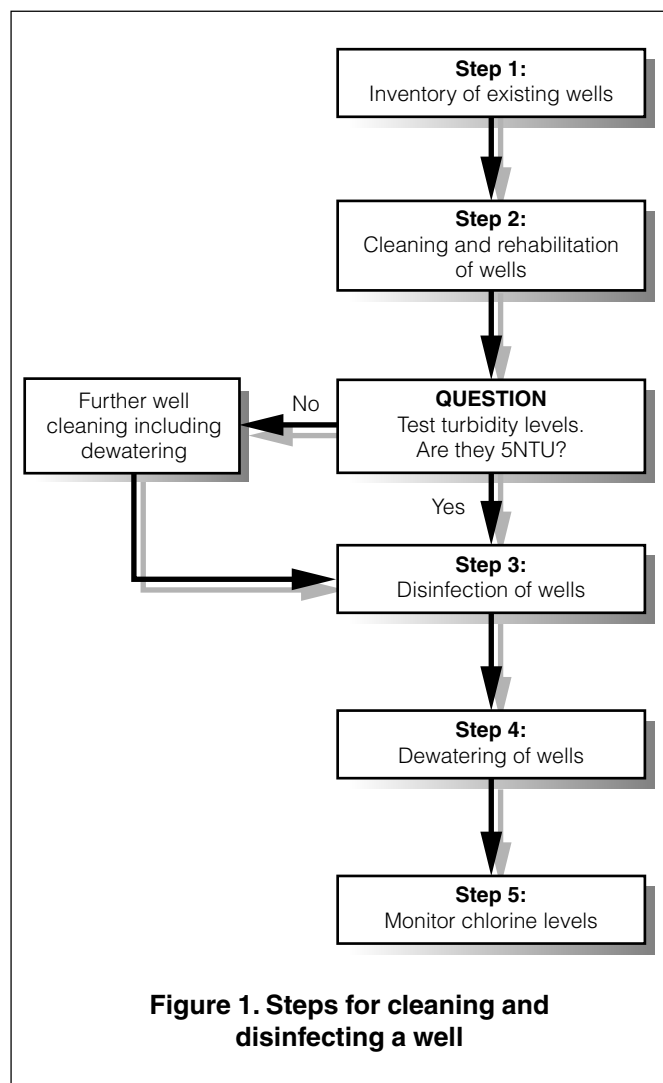 Step 1:
Inventory of existing wells
Step 2:
Cleaning and rehabilitation
of wells
QUESTION
Test turbidity levels.
Are they 5NTU?
No
Further well
cleaning including
dewatering
Yes
Step 3:
Disinfection of wells
Step 4:
Dewatering of wells
Step 5:
Monitor chlorine levels
Figure 1. Steps for cleaning and
disinfecting a well